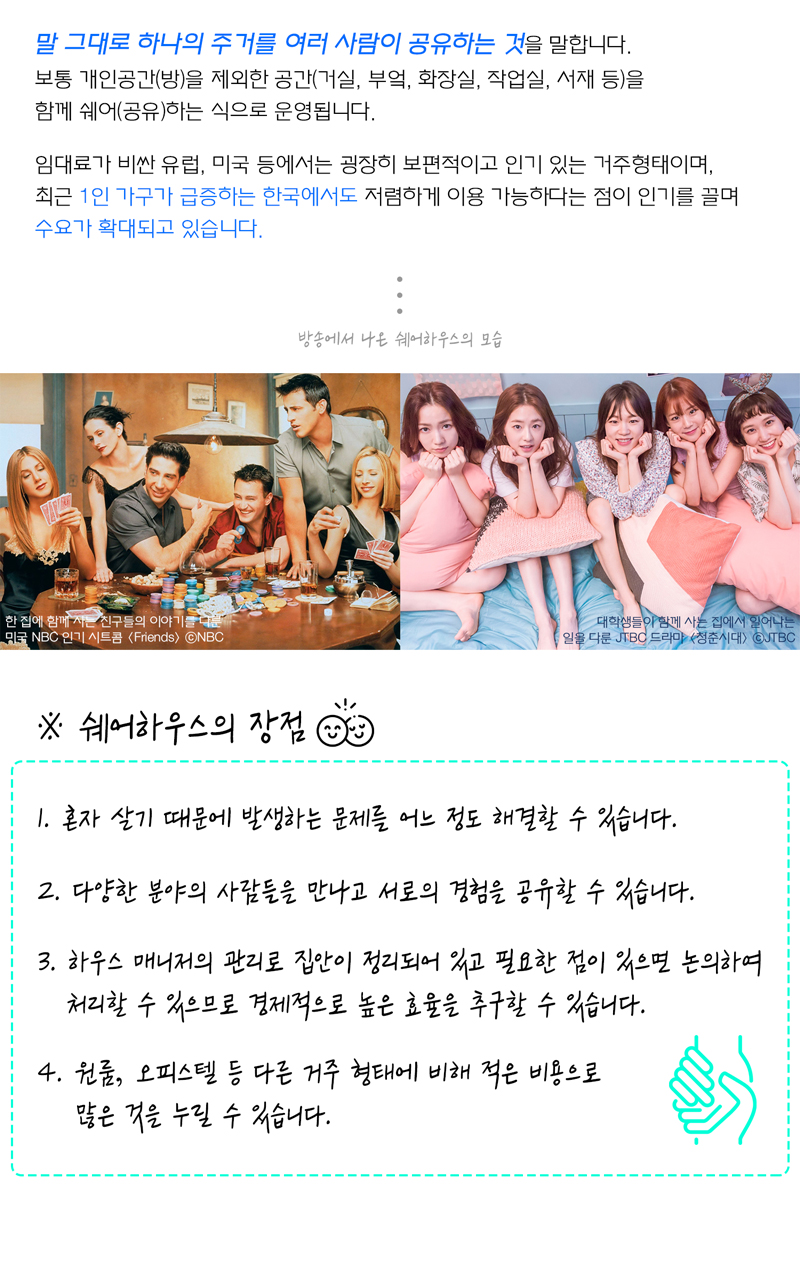 말 그대로 하나의 주거를 여러 사람이 공유하는 것을 말합니다.
보통 개인공간(방)을 제외한 공간(거실, 부엌, 화장실, 작업실, 서재 등)을
함께 쉐어(공유)하는 식으로 운영됩니다.
임대료가 비싼 유럽, 미국 등에서는 굉장히 보편적이고 인기 있는 거주형태이며,
최근 1인 가구가 급증하는 한국에서도 저렴하게 이용 가능하다는 점이 인기를 끌며
수요가 확대되고 있습니다.
방송에서 나온 쉐어하우스의 모습
한 집에 함께 사는 친구들의 이야기를 다룬
미국 NBC 인기 시트콤 <Friends> ⓒNBC
대학생들이 함께 사는 집에서 일어나는
일을 다룬 JTBC 드라마 <청춘시대> ⓒJTBC
※ 쉐어하우스의 장점
1. 혼자 살기 때문에 발생하는 문제를 어느 정도 해결할 수 있습니다.
2. 다양한 분야의 사람들을 만나고 서로의 경험을 공유할 수 있습니다.
3. 하우스 매니저의 관리로 집안이 정리되어 있고 필요한 점이 있으면 논의하여
처리할 수 있으므로 경제적으로 높은 효율을 추구할 수 있습니다.
4. 원룸, 오피스텔 등 다른 거주 형태에 비해 적은 비용으로
많은 것을 누릴 수 있습니다.